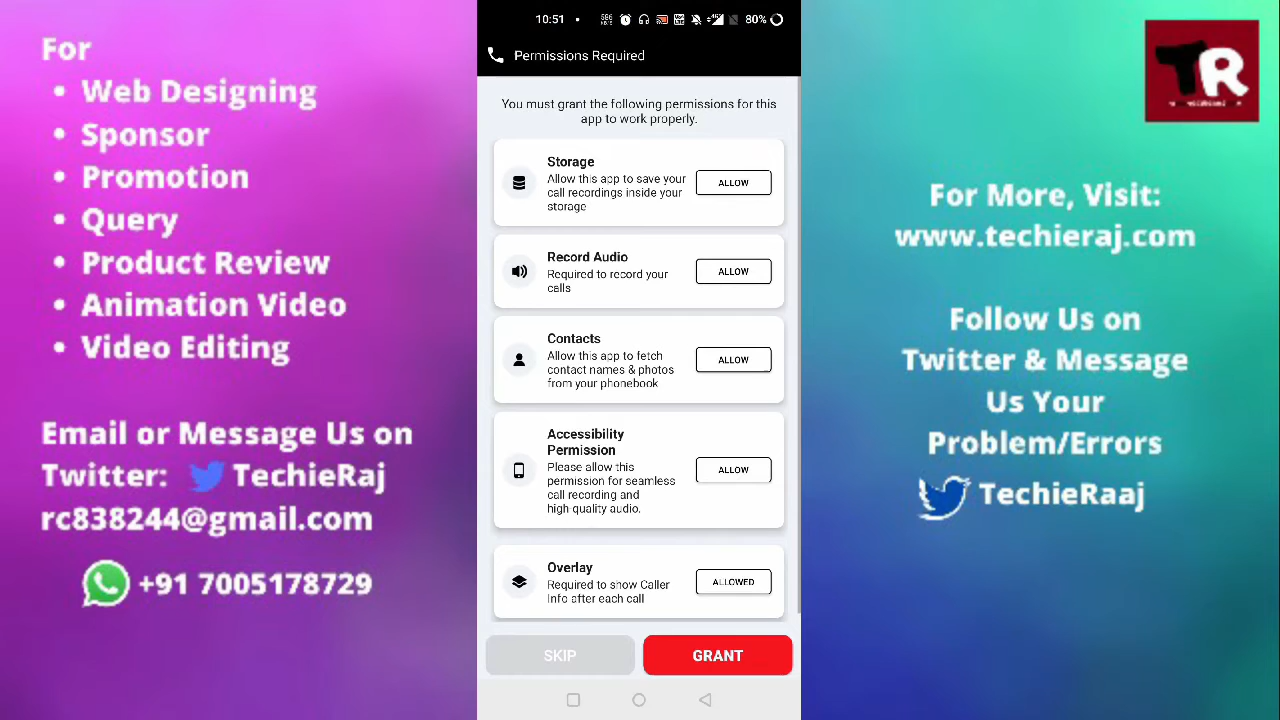 For
• Web Designing
• Sponsor
• Promotion
• Query
• Product Review
• Animation Video
• Video Editing
Email or Message Us on
Twitter: TechieRaj
rc838244@gmail.com
+91 7005178729
10:51
80%
Permissions Required
You must grant the following permissions for this
app to work properly.
Storage
Allow this app to save your
call recordings inside your
storage
ALLOW
Record Audio
Required to record your
calls
ALLOW
Contacts
Allow this app to fetch
contact names & photos
from your phonebook
ALLOW
Accessibility
Permission
Please allow this
permission for seamless
call recording and
high quality audio.
ALLOW
Overlay
Required to show Caller
Info after each call
ALLOWED
SKIP
GRANT
TR
For More, Visit:
www.techieraj.com
Follow Us on
Twitter & Message
Us Your
Problem/Errors
TechieRaaj